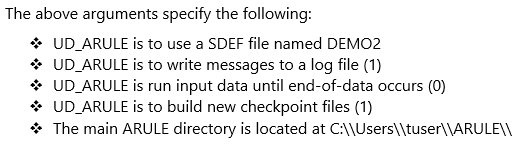 The above arguments specify the following:
❖ UD_ARULE is to use a SDEF file named DEMO2
❖ UD_ARULE is to write messages to a log file (1)
❖ UD_ARULE is run input data until end-of-data occurs (0)
❖ UD_ARULE is to build new checkpoint files (1)
❖ The main ARULE directory is located at C:\\Users\\tuser\\ARULE\\